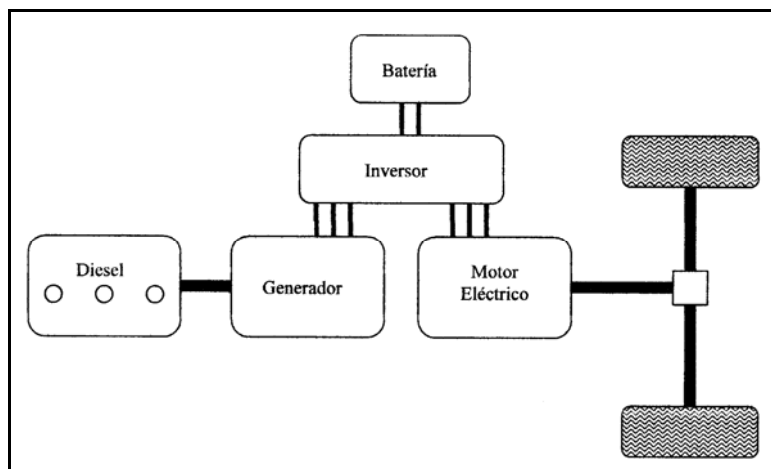 Batería
Inversor
Diesel
Generador
Motor
Eléctrico